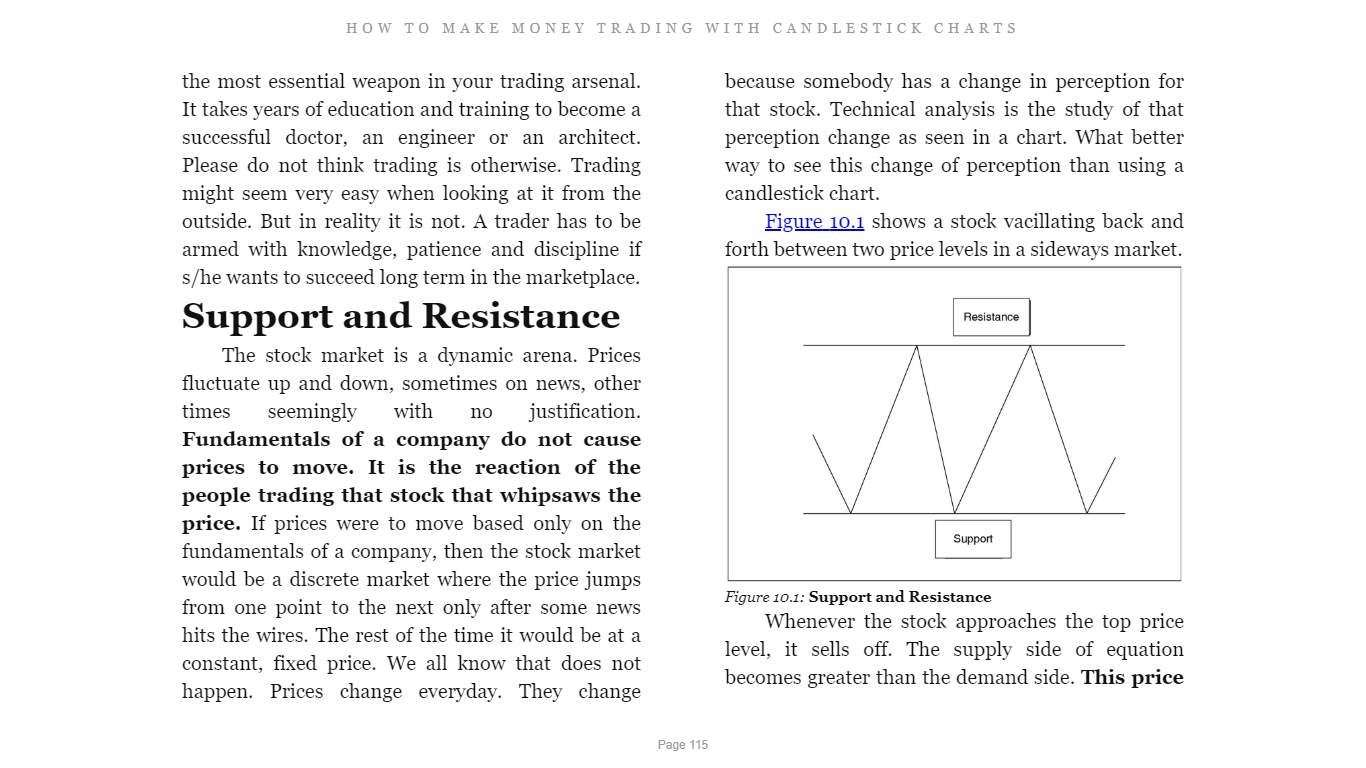 HOW TO MAKE MONEY TRADING WITH CANDLESTICK CHARTS
the most essential weapon in your trading arsenal.
It takes years of education and training to become a
successful doctor, an engineer or an architect.
Please do not think trading is otherwise. Trading
might seem very easy when looking at it from the
outside. But in reality it is not. A trader has to be
armed with knowledge, patience and discipline if
s/he wants to succeed long term in the marketplace.
Support and Resistance
The stock market is a dynamic arena. Prices
fluctuate up and down, sometimes on news, other
times seemingly with no justification.
Fundamentals of a company do not cause
prices to move. It is the reaction of the
people trading that stock that whipsaws the
price. If prices were to move based only on the
fundamentals of a company, then the stock market
would be a discrete market where the price jumps
from one point to the next only after some news
hits the wires. The rest of the time it would be at a
constant, fixed price. We all know that does not
happen. Prices change everyday. They change
because somebody has a change in perception for
that stock. Technical analysis is the study of that
perception change as seen in a chart. What better
way to see this change of perception than using a
candlestick chart.
Figure 10.1 shows a stock vacillating back and
forth between two price levels in a sideways market.
Resistance
Support
Figure 10.1: Support and Resistance
Whenever the stock approaches the top price
level, it sells off. The supply side of equation
becomes greater than the demand side. This price
Page 115